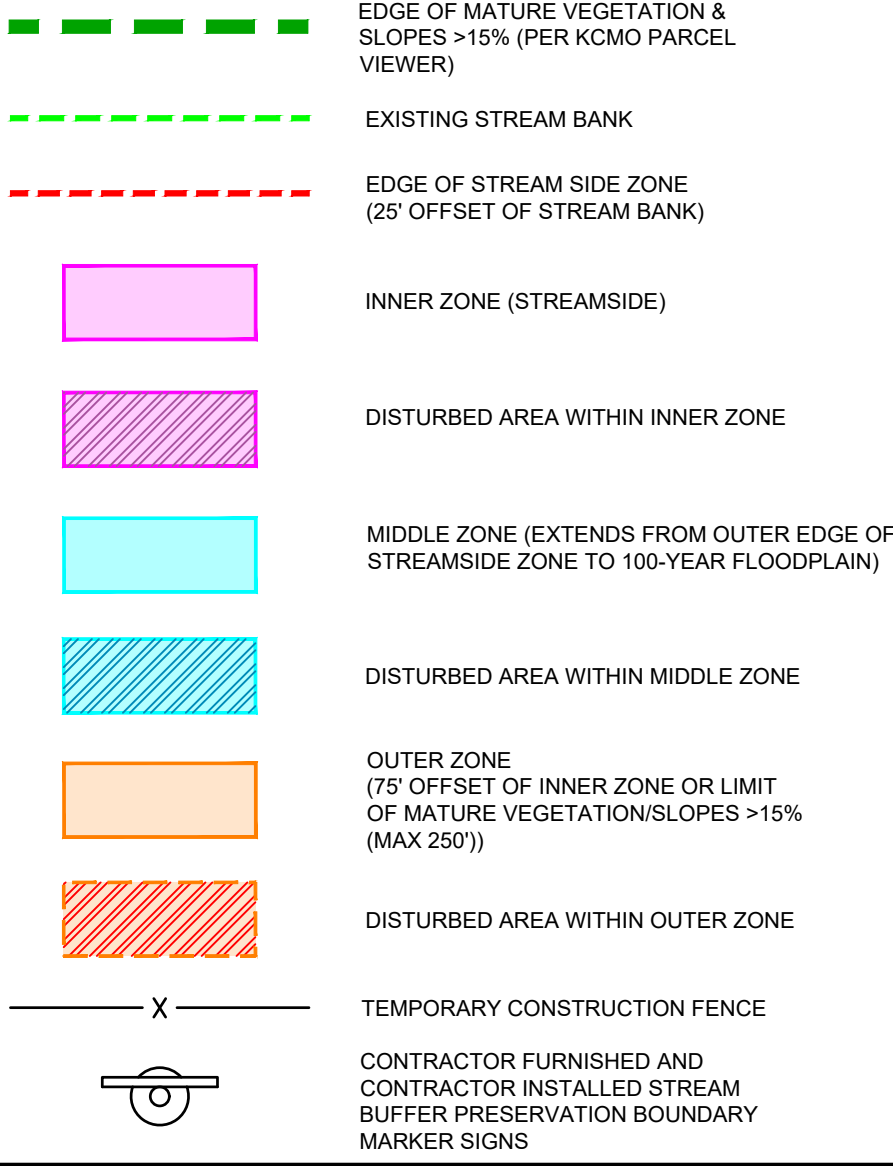 EDGE OF MATURE VEGETATION &
SLOPES >15% (PER KCMO PARCEL
VIEWER)
EXISTING STREAM BANK
EDGE OF STREAM SIDE ZONE
(25' OFFSET OF STREAM BANK)
INNER ZONE (STREAMSIDE)
DISTURBED AREA WITHIN INNER ZONE
MIDDLE ZONE (EXTENDS FROM OUTER EDGE OF
STREAMSIDE ZONE TO 100-YEAR FLOODPLAIN)
DISTURBED AREA WITHIN MIDDLE ZONE
OUTER ZONE
(75' OFFSET OF INNER ZONE OR LIMIT
OF MATURE VEGETATION/SLOPES >15%
(MAX 250'))
DISTURBED AREA WITHIN OUTER ZONE
X
TEMPORARY CONSTRUCTION FENCE
CONTRACTOR FURNISHED AND
CONTRACTOR INSTALLED STREAM
BUFFER PRESERVATION BOUNDARY
MARKER SIGNS